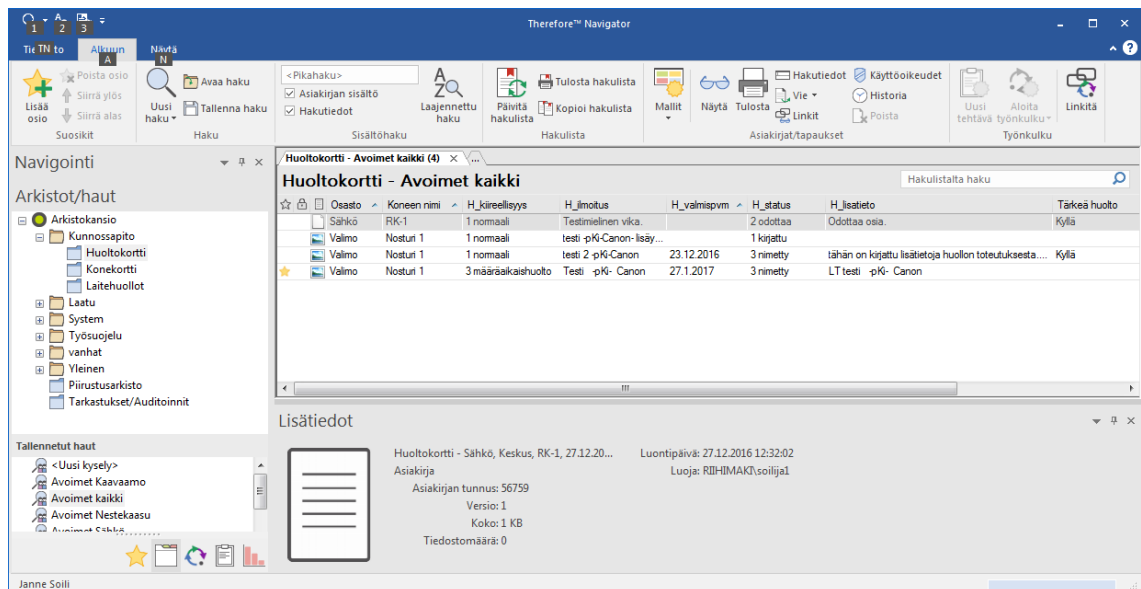 Therefore™ Navigator
1 2 3
Tie TN to Alkuun Näytä
A N
Lisää osio
Poista osio
Siirrä ylös
Siirrä alas
Suosikit
Uusi haku
Avaa haku
Tallenna haku
Haku
<Pikahaku>
Asiakirjan sisältö
Hakutiedot
Laajennettu haku
Sisältöhaku
Päivitä hakulista
Tulosta hakulista
Kopioi hakulista
Hakulista
Mallit
Näytä
Tulosta
Hakutiedot
Vie
Linkit
Käyttöoikeudet
Historia
Poista
Asiakirjat/tapaukset
Uusi tehtävä
Aloita työnkulku
Linkitä
Työnkulku
Navigointi
Arkistot/haut
Arkistokansio
Kunnossapito
Huoltokortti
Konekortti
Laitehuollot
Laatu
System
Työsuojelu
vanhat
Yleinen
Piirustusarkisto
Tarkastukset/Auditoinnit
Tallennetut haut
<Uusi kysely>
Avoimet Kaavaamo
Avoimet kaikki
Avoimet Nestekaasu
Avoimet Sähkö
Huoltokortti - Avoimet kaikki (4) × ...
Huoltokortti - Avoimet kaikki
Hakulistalta haku
Osasto Koneen nimi H_kiireellisyys H_ilmoitus H_valmispvm H_status H_lisatieto Tärkeä huolto
Sähkö RK-1 1 nomaali Testimielinen vika. 2 odottaa Odottaa osia. Kyllä
Valimo Nosturi 1 1 nomaali testi -pKi-Canon- lisäy... 1 kirjattu
Valimo Nosturi 1 1 nomaali testi 2 -pKi-Canon 23.12.2016 3 nimetty tähän on kirjattu lisätietoja huollon toteutuksesta.... Kyllä
Valimo Nosturi 1 3 määräaikaishuolto Testi -pKi- Canon 27.1.2017 3 nimetty LT testi -pKi- Canon
Lisätiedot
Huoltokortti - Sähkö, Keskus, RK-1, 27.12.20... Luontipäivä: 27.12.2016 12:32:02
Asiakirja Luoja: RIIHIMAKI\soilija1
Asiakirjan tunnus: 56759
Versio: 1
Koko: 1 KB
Tiedostomäärä: 0
Janne Soili